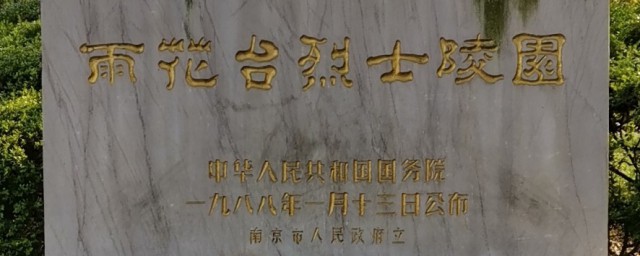 雨花台烈士陵园
中华人民共和国国务院
一九八八年一月十三日公布
南京市人民政府立